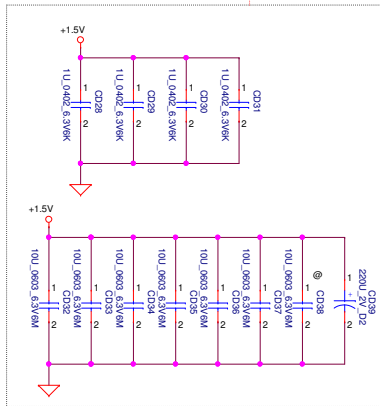 +1.5V
1U_0402_6.3V6K
CD28
1
2
1U_0402_6.3V6K
CD29
1
2
1U_0402_6.3V6K
CD30
1
2
1U_0402_6.3V6K
CD31
1
2
+1.5V
10U_0603_6.3V6M
CD32
1
2
10U_0603_6.3V6M
CD33
1
2
10U_0603_6.3V6M
CD34
1
2
10U_0603_6.3V6M
CD35
1
2
10U_0603_6.3V6M
CD36
1
2
10U_0603_6.3V6M
CD37
1
2
10U_0603_6.3V6M
CD38
@
1
2
220U_2V_D2
CD39
1
+
2